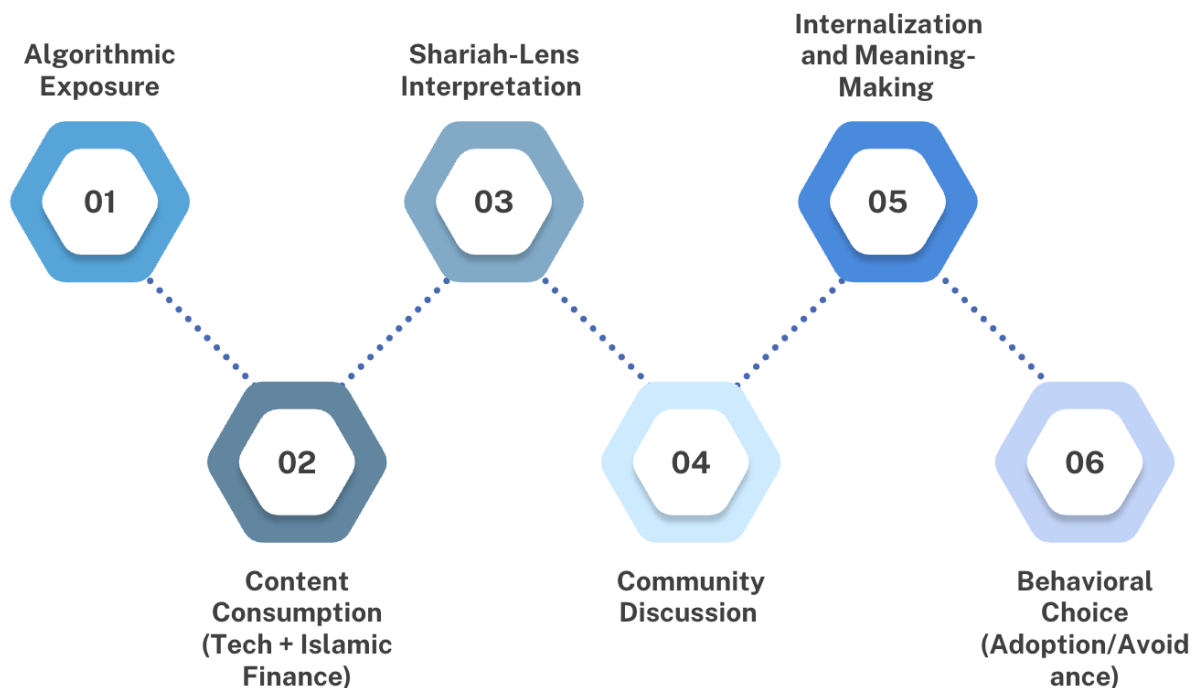 Algorithmic
Exposure
01
Content
Consumption
(Tech + Islamic
Finance)
02
Shariah-Lens
Interpretation
03
Community
Discussion
04
Internalization
and Meaning-
Making
05
Behavioral
Choice
(Adoption/Avoid
ance)
06